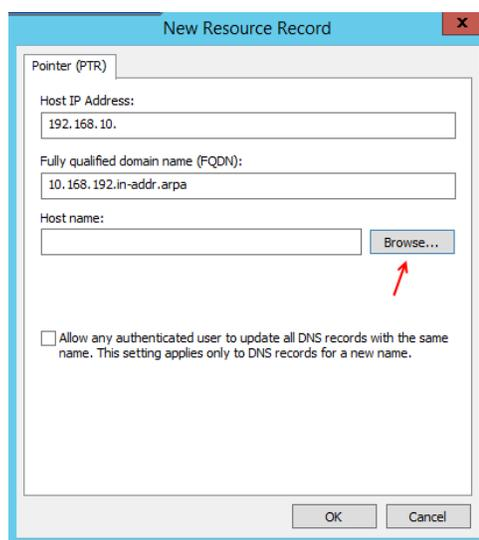 New Resource Record
x
Pointer (PTR)
Host IP Address:
192.168.10.
Fully qualified domain name (FQDN):
10.168.192.in-addr.arpa
Host name:
Browse...
Allow any authenticated user to update all DNS records with the same
name. This setting applies only to DNS records for a new name.
OK
Cancel